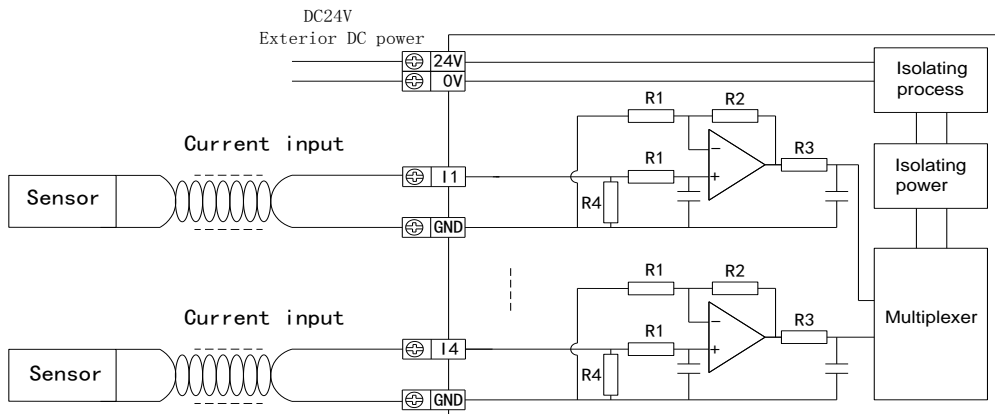 DC24V
Exterior DC power
24V
0V
Isolating
process
R1
R2
Current input
R3
R1
I1
Isolating
power
Sensor
R4
GND
R1
R2
Current input
R3
Multiplexer
R1
I4
Sensor
R4
GND